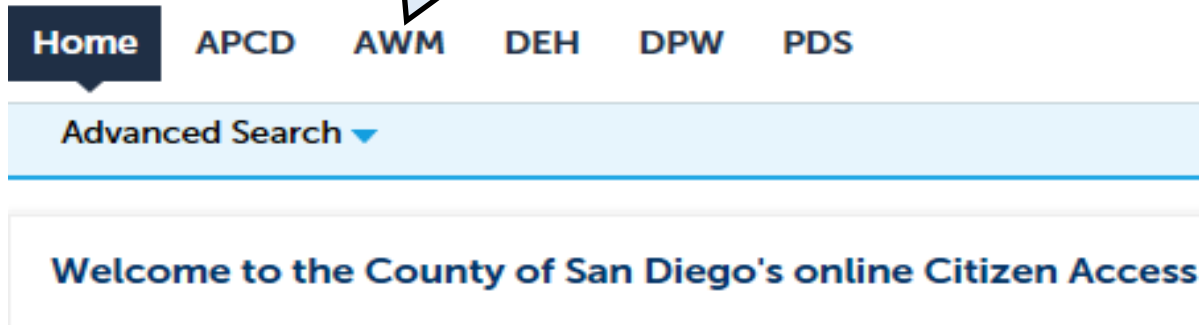 Home APCD AWM DEH DPW PDS
Advanced Search
Welcome to the County of San Diego's online Citizen Access